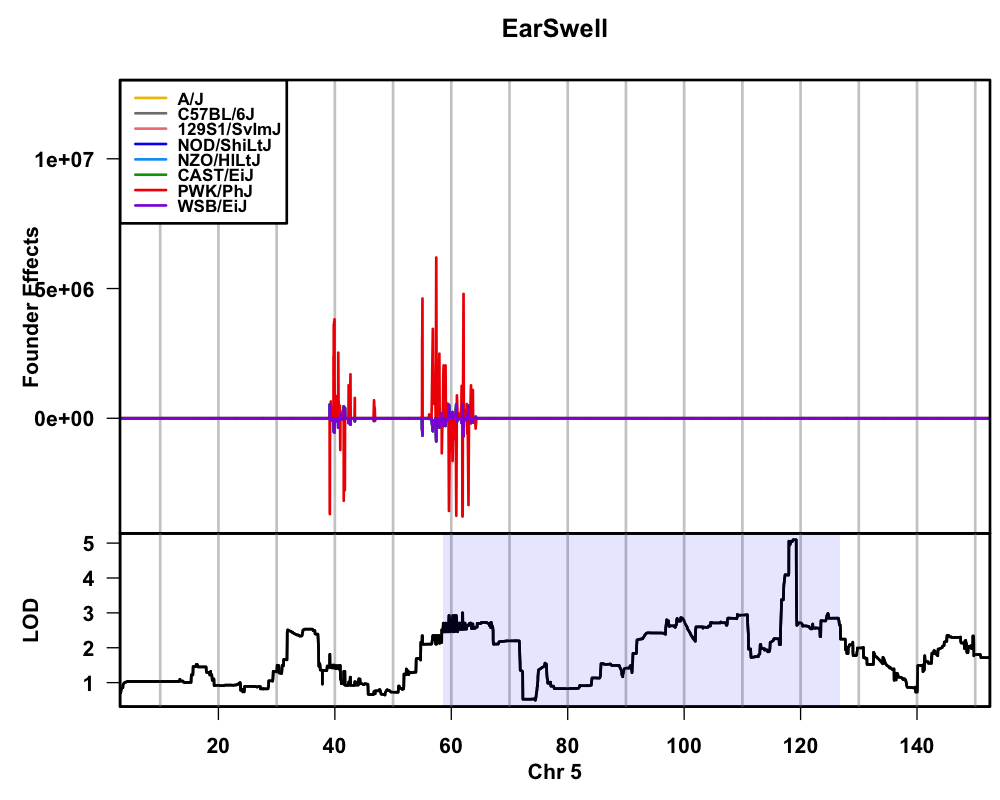 EarSwell
A/J
C57BL/6J
129S1/SvImJ
NOD/ShiLtJ
NZO/HlLtJ
CAST/EiJ
PWK/PhJ
WSB/EiJ
1e+07
5e+06
0e+00
Founder Effects
5
4
3
2
1
LOD
20 40 60 80 100 120 140
Chr 5